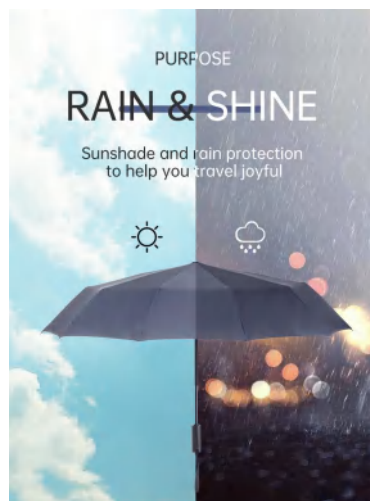 PURPOSE
RAIN & SHINE
Sunshade and rain protection
to help you travel joyful